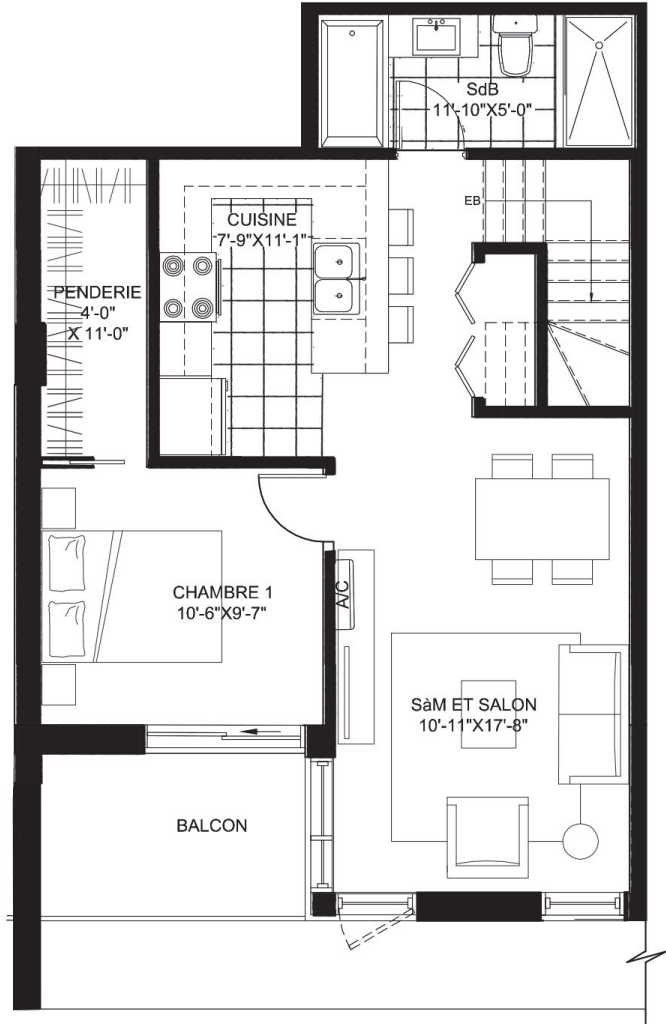 SdB
11'-10"X5'-0"
EB
CUISINE
7'-9"X11'-1"
PENDERIE
4'-0"
X 11'-0"
CHAMBRE 1
10'-6"X9'-7"
A/C
SàM ET SALON
10'-11"X17'-8"
BALCON